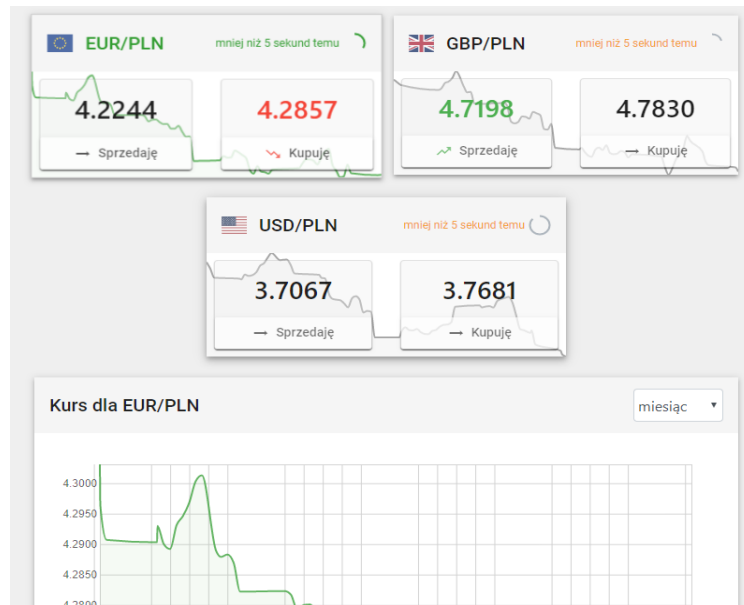 EUR/PLN mniej niż 5 sekund temu
4.2244 4.2857
Sprzedaję Kupuję
GBP/PLN mniej niż 5 sekund temu
4.7198 4.7830
Sprzedaję Kupuję
USD/PLN mniej niż 5 sekund temu
3.7067 3.7681
Sprzedaję Kupuję
Kurs dla EUR/PLN miesiąc
4.3000
4.2950
4.2900
4.2850
4.2800